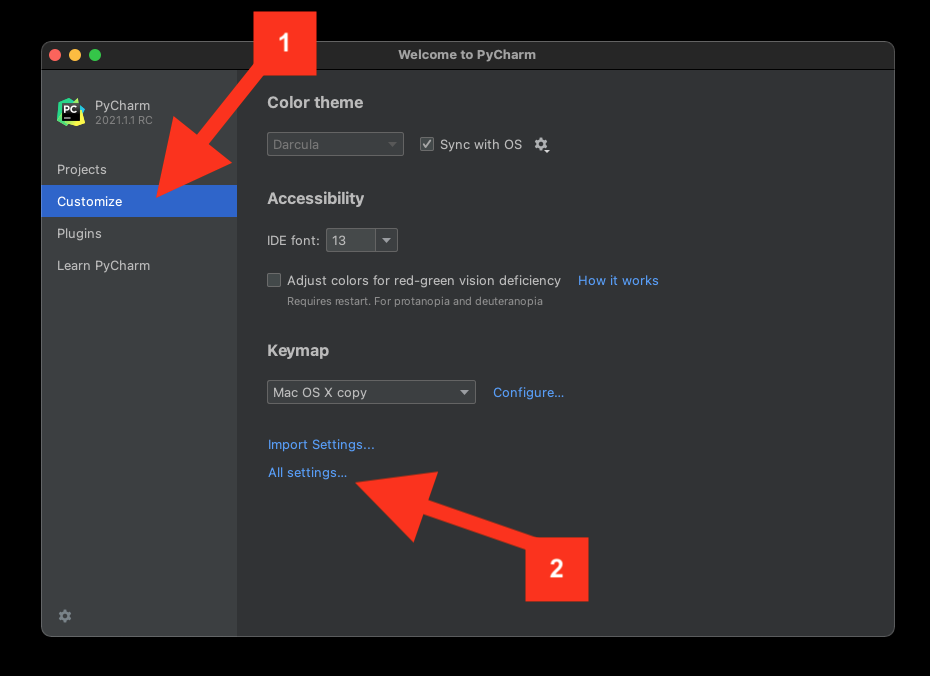 1
Welcome to PyCharm
PC
PyCharm
2021.1.1 RC
Projects
Customize
Plugins
Learn PyCharm
Color theme
Darcula
Sync with OS
Accessibility
IDE font: 13
Adjust colors for red-green vision deficiency How it works
Requires restart. For protanopia and deuteranopia
Keymap
Mac OS X copy Configure...
Import Settings...
All settings...
2